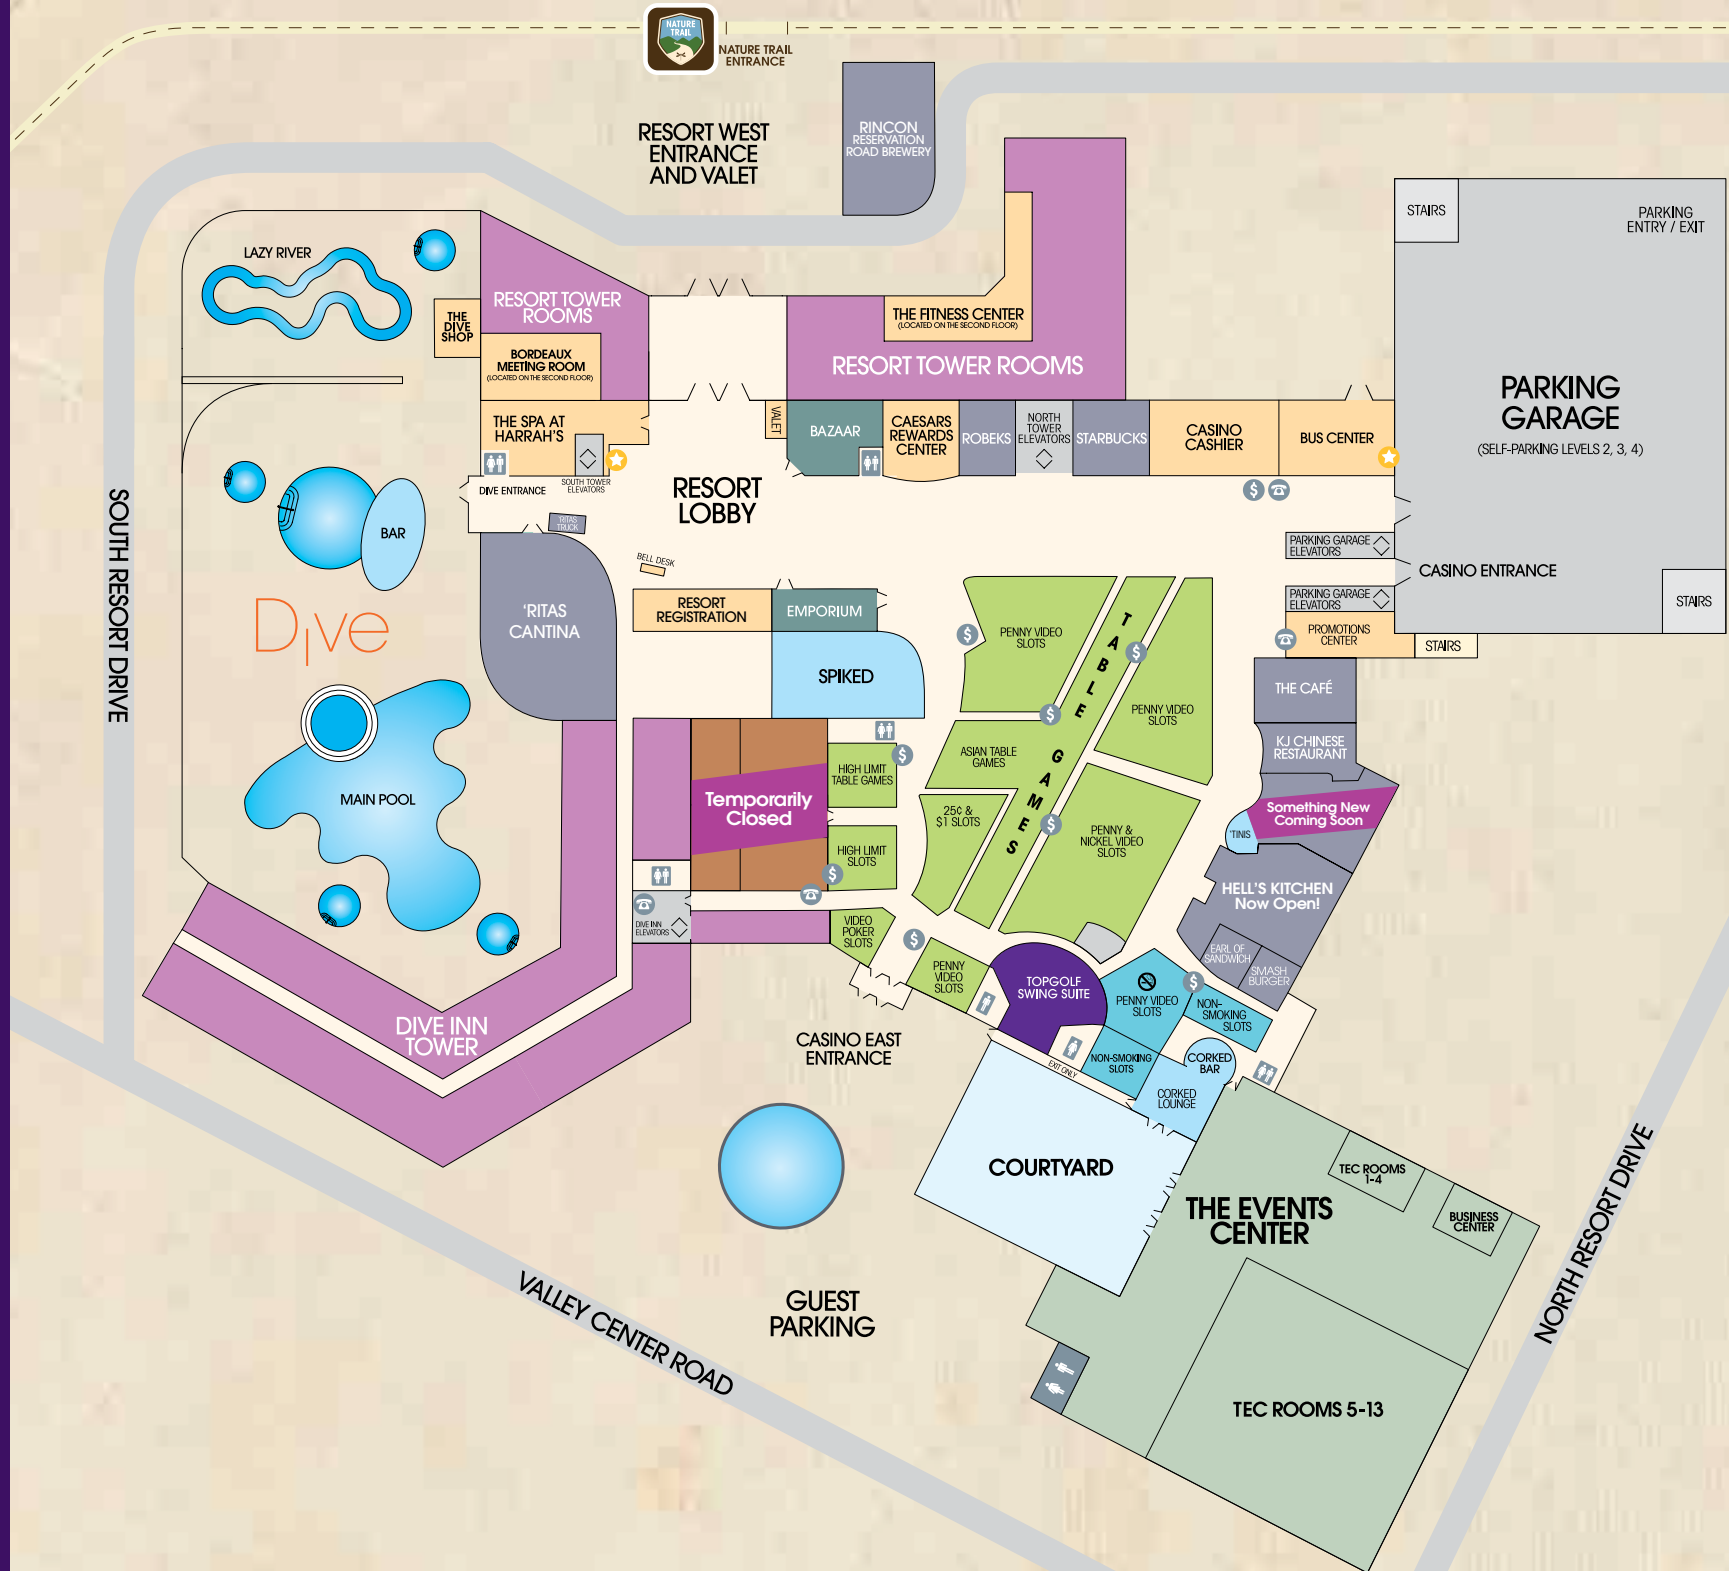 NATURE
TRAIL
NATURE TRAIL
ENTRANCE
RESORT WEST
ENTRANCE
AND VALET
RINCON
RESERVATION
ROAD BREWERY
STAIRS
PARKING
ENTRY / EXIT
LAZY RIVER
THE
DIVE
SHOP
RESORT TOWER
ROOMS
BORDEAUX
MEETING ROOM
(LOCATED ON THE SECOND FLOOR)
THE FITNESS CENTER
(LOCATED ON THE SECOND FLOOR)
RESORT TOWER ROOMS
PARKING
GARAGE
(SELF-PARKING LEVELS 2, 3, 4)
THE SPA AT
HARRAH'S
SOUTH TOWER
ELEVATORS
VALET
BAZAAR
CAESARS
REWARDS
CENTER
ROBEKS
NORTH
TOWER
ELEVATORS
STARBUCKS
CASINO
CASHIER
BUS CENTER
DIVE ENTRANCE
'RITAS
TRUCK
RESORT
LOBBY
$
BAR
BELL DESK
PARKING GARAGE
ELEVATORS
CASINO ENTRANCE
PARKING GARAGE
ELEVATORS
STAIRS
SOUTH RESORT DRIVE
Dive
'RITAS
CANTINA
RESORT
REGISTRATION
EMPORIUM
SPIKED
$
PENNY VIDEO
SLOTS
TABLE GAMES
$
$
$
PENNY VIDEO
SLOTS
PROMOTIONS
CENTER
STAIRS
THE CAFÉ
KJ CHINESE
RESTAURANT
MAIN POOL
Temporarily
Closed
HIGH LIMIT
TABLE GAMES
$
ASIAN TABLE
GAMES
25¢ &
$1 SLOTS
PENNY &
NICKEL VIDEO
SLOTS
Something New
Coming Soon
'TINIS
HIGH LIMIT
SLOTS
$
HELL'S KITCHEN
Now Open!
EARL OF
SANDWICH
SMASH
BURGER
DIVE INN
ELEVATORS
VIDEO
POKER
SLOTS
$
PENNY
VIDEO
SLOTS
TOPGOLF
SWING SUITE
PENNY VIDEO
SLOTS
$
NON-
SMOKING
SLOTS
DIVE INN
TOWER
CASINO EAST
ENTRANCE
EXIT ONLY
NON-SMOKING
SLOTS
CORKED
BAR
CORKED
LOUNGE
COURTYARD
THE EVENTS
CENTER
TEC ROOMS
1-4
BUSINESS
CENTER
NORTH RESORT DRIVE
VALLEY CENTER ROAD
GUEST
PARKING
TEC ROOMS 5-13